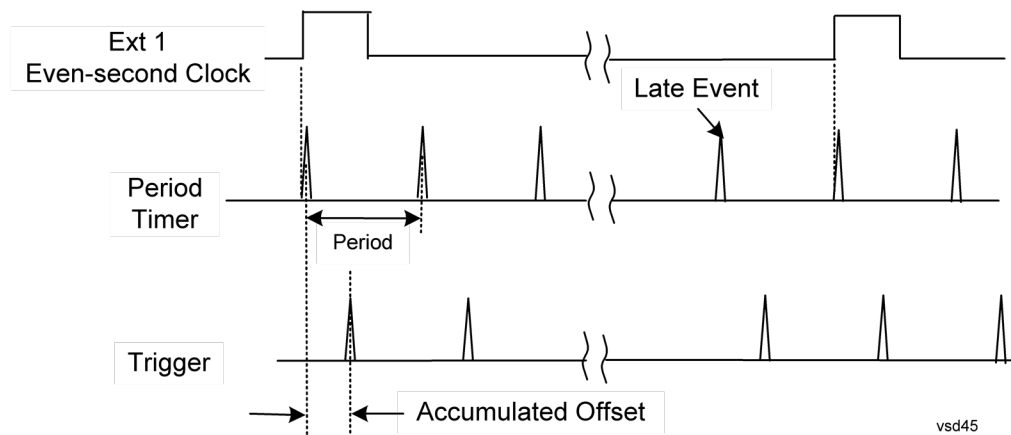 Ext 1
Even-second Clock
Late Event
Period
Timer
Period
Trigger
Accumulated Offset
vsd45